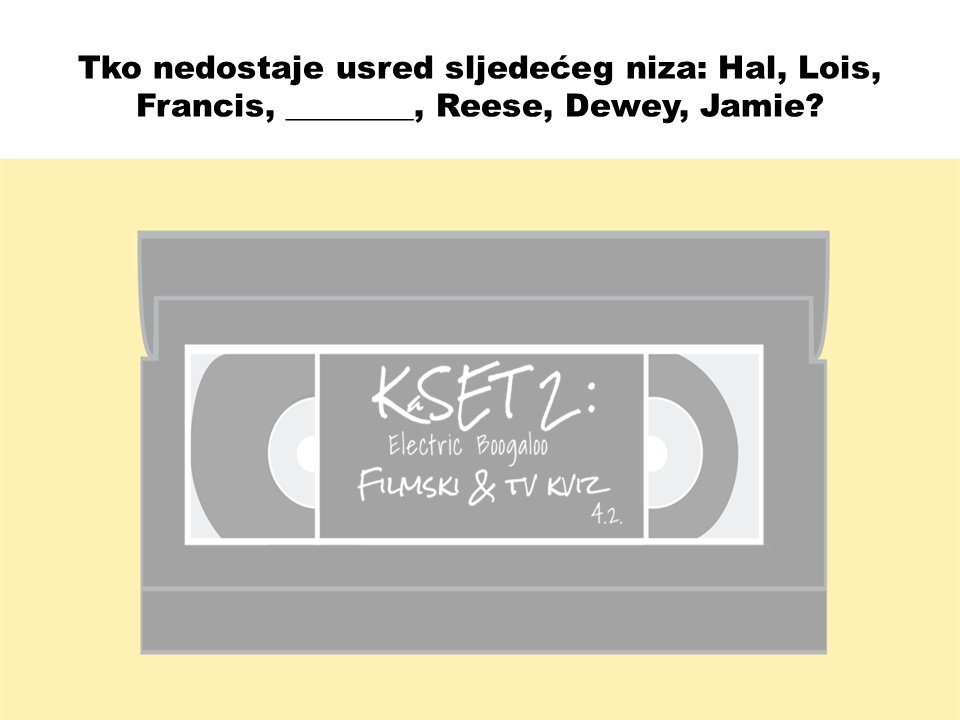 Tko nedostaje usred sljedećeg niza: Hal, Lois,
Francis, ________, Reese, Dewey, Jamie?
KaSET 2:
Electric Boogaloo
FILMSKI & TV KVIZ
4.2.